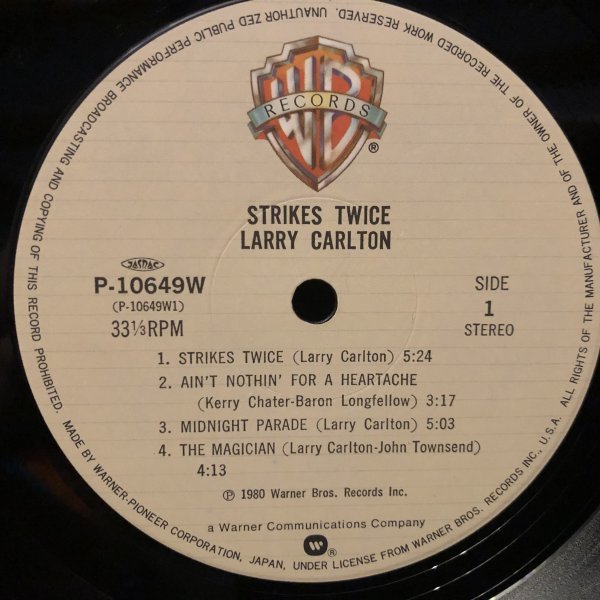 WB
RECORDS
®
STRIKES TWICE
LARRY CARLTON
JASRAC
P-10649W
(P-10649W1)
33⅓RPM
SIDE
1
STEREO
1. STRIKES TWICE (Larry Carlton) 5:24
2. AIN'T NOTHIN' FOR A HEARTACHE
(Kerry Chater-Baron Longfellow) 3:17
3. MIDNIGHT PARADE (Larry Carlton) 5:03
4. THE MAGICIAN (Larry Carlton-John Townsend)
4:13
℗ 1980 Warner Bros. Records Inc.
a Warner Communications Company
W®
ALL RIGHTS OF THE MANUFACTURER AND OF THE OWNER OF THE RECORDED WORK RESERVED. UNAUTHORIZED PUBLIC PERFORMANCE BROADCASTING AND COPYING OF THIS RECORD PROHIBITED. MADE BY WARNER-PIONEER CORPORATION, JAPAN, UNDER LICENSE FROM WARNER BROS. RECORDS INC., U.S.A.